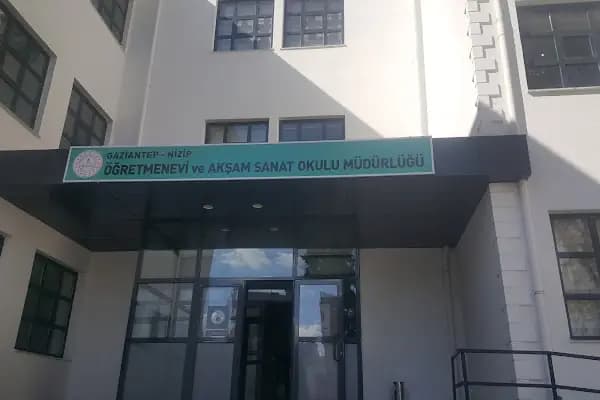 GAZİANTEP - NİZİP
ÖĞRETMENEVİ ve AKŞAM SANAT OKULU MÜDÜRLÜĞÜ